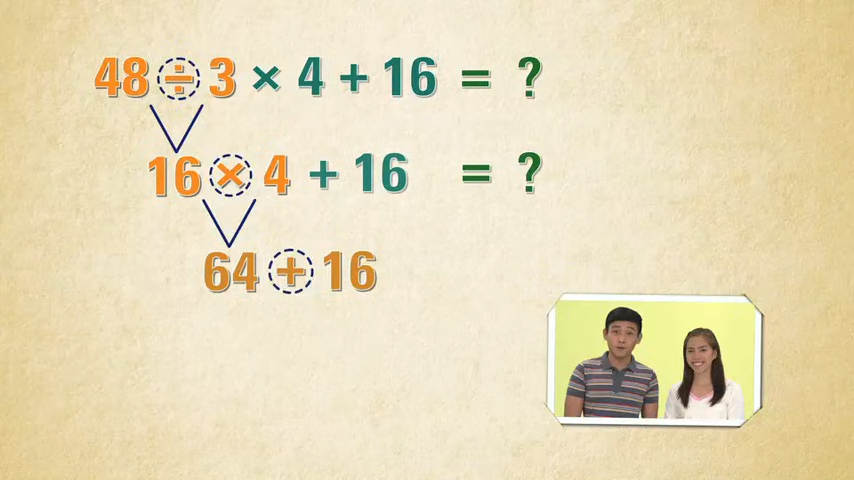 48 ÷ 3 × 4 + 16 = ?
16 × 4 + 16 = ?
64 + 16